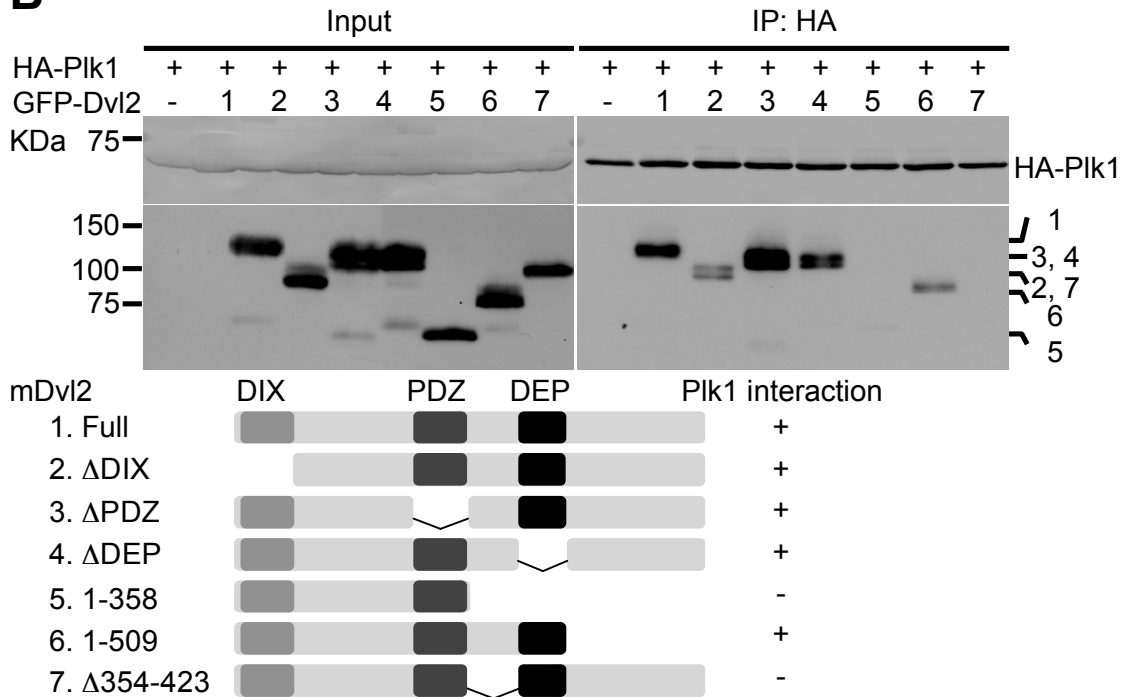 B
Input IP: HA
HA-Plk1 + + + + + + + + + + + + + + + +
GFP-Dvl2 - 1 2 3 4 5 6 7 - 1 2 3 4 5 6 7
KDa 75
HA-Plk1
150
100
75
1
3, 4
2, 7
6
5
mDvl2 DIX PDZ DEP Plk1 interaction
1. Full +
2. ΔDIX +
3. ΔPDZ +
4. ΔDEP +
5. 1-358 -
6. 1-509 +
7. Δ354-423 -